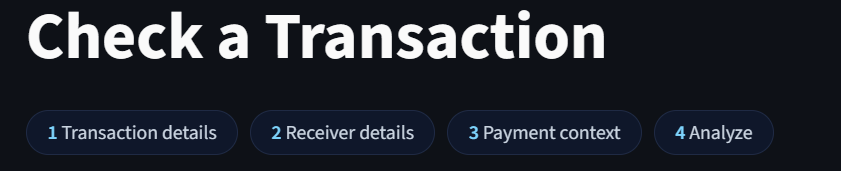 Check a Transaction
1 Transaction details 2 Receiver details 3 Payment context 4 Analyze